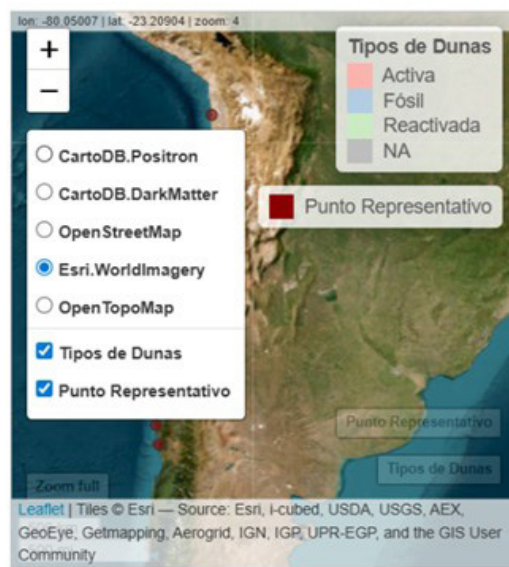 lon: -80.05007 | lat: -23.20904 | zoom: 4
+
−
Tipos de Dunas
Activa
Fósil
Reactivada
NA
Punto Representativo
CartoDB.Positron
CartoDB.DarkMatter
OpenStreetMap
Esri.WorldImagery
OpenTopoMap
Tipos de Dunas
Punto Representativo
Punto Representativo
Tipos de Dunas
Zoom full
Leaflet | Tiles © Esri — Source: Esri, i-cubed, USDA, USGS, AEX,
GeoEye, Getmapping, Aerogrid, IGN, IGP, UPR-EGP, and the GIS User
Community